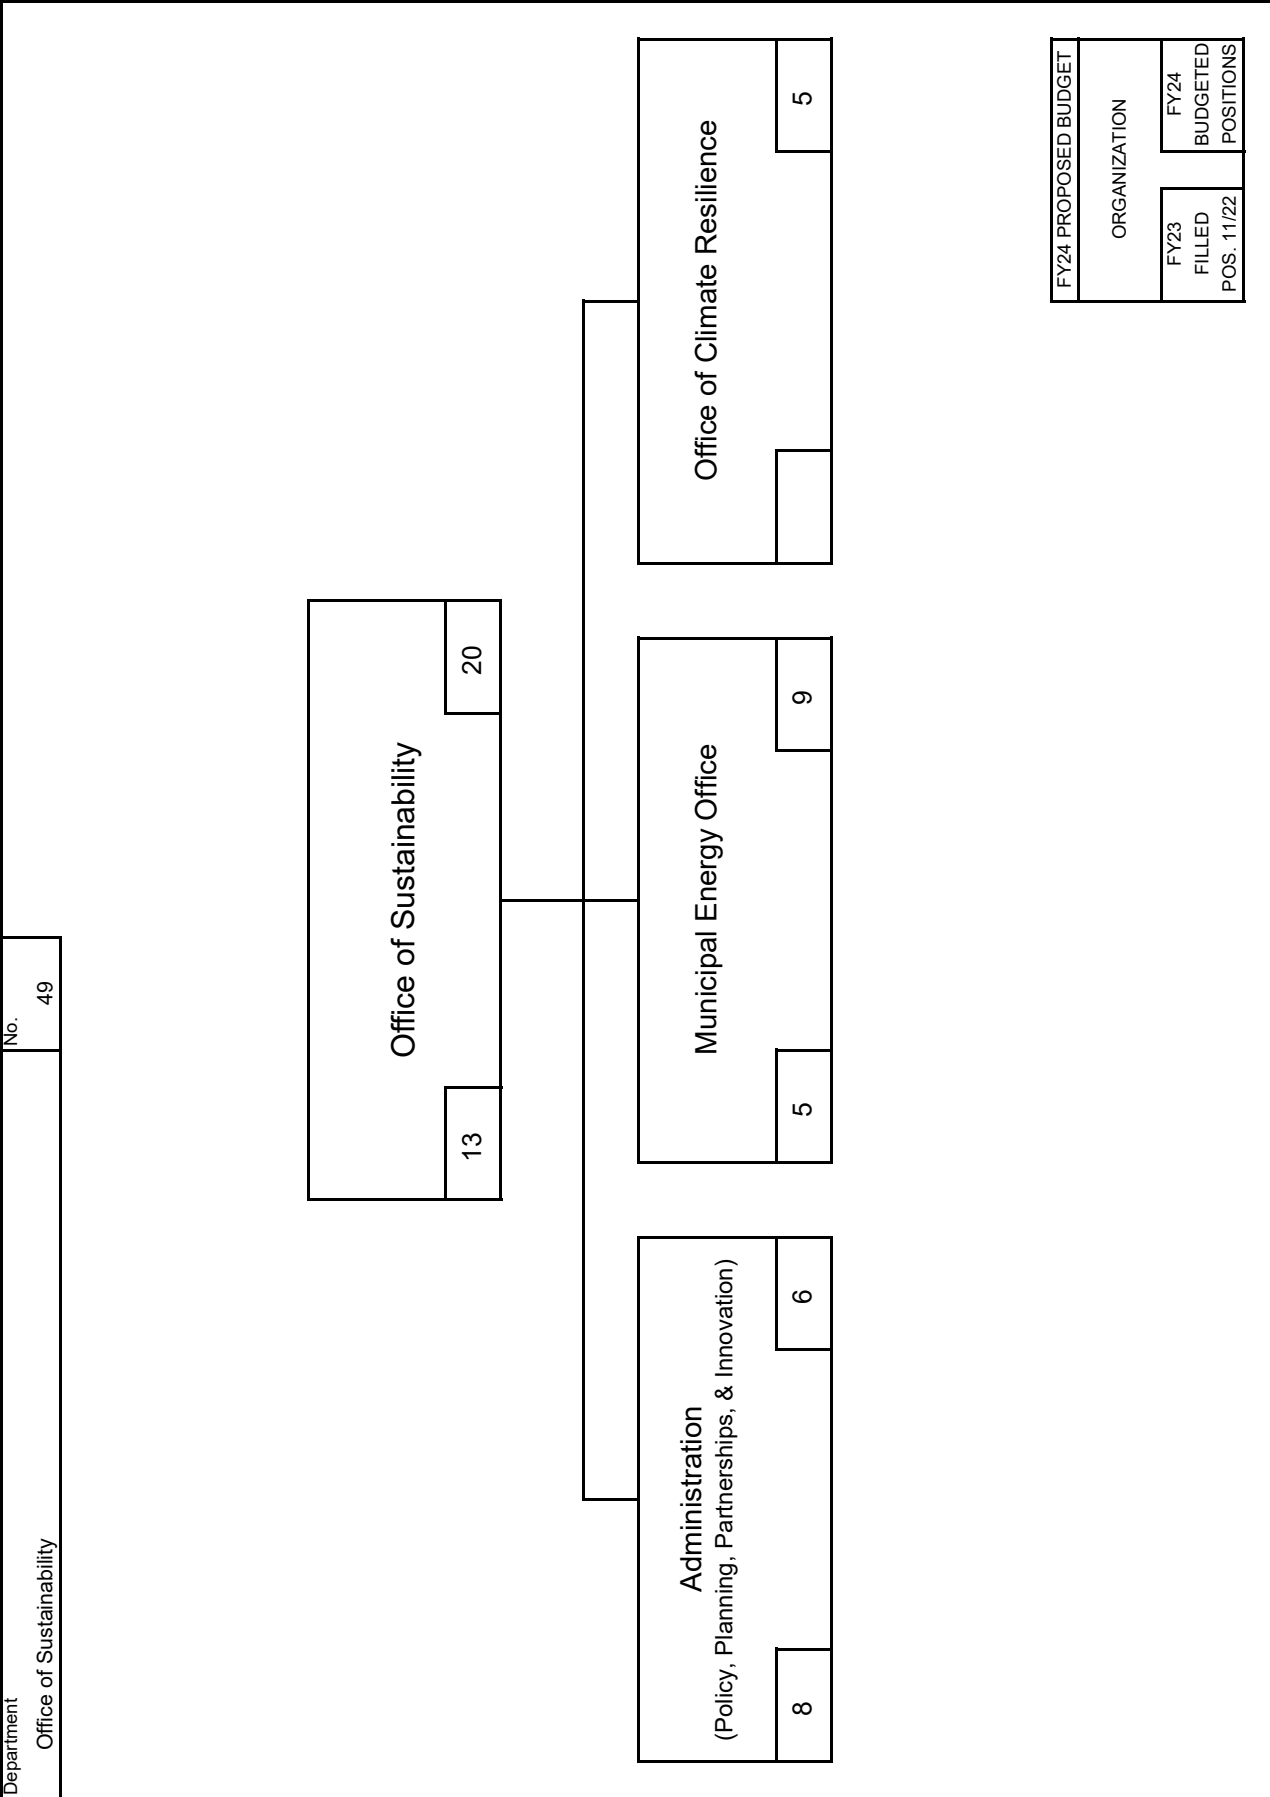 Department
No.
Office of Sustainability
49
Office of Sustainability
13
20
Administration
(Policy, Planning, Partnerships, & Innovation)
8
6
Municipal Energy Office
5
9
Office of Climate Resilience
5
FY24 PROPOSED BUDGET
ORGANIZATION
FY23
FILLED
POS. 11/22
FY24
BUDGETED
POSITIONS